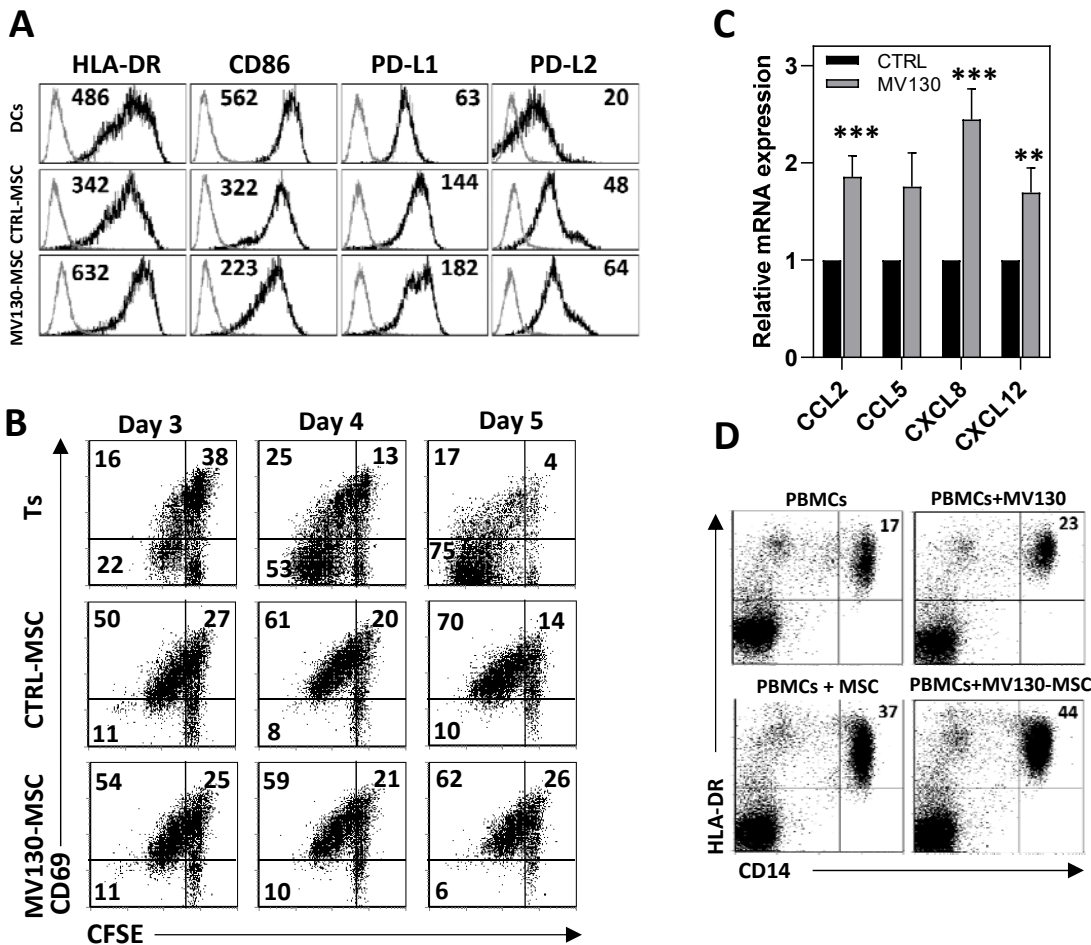 A
HLA-DR CD86 PD-L1 PD-L2
DCs
486 562 63 20
CTRL-MSC
342 322 144 48
MV130-MSC
632 223 182 64
B
Day 3 Day 4 Day 5
Ts
16 38 25 13 17 4
22 53 75
CTRL-MSC
50 27 61 20 70 14
11 8 10
MV130-MSC
54 25 59 21 62 26
11 10 6
CD69
CFSE
C
Relative mRNA expression
3
2
1
0
CTRL
MV130
*** *** **
CCL2 CCL5 CXCL8 CXCL12
D
PBMCs PBMCs+MV130
17 23
PBMCs + MSC PBMCs+MV130-MSC
37 44
HLA-DR
CD14